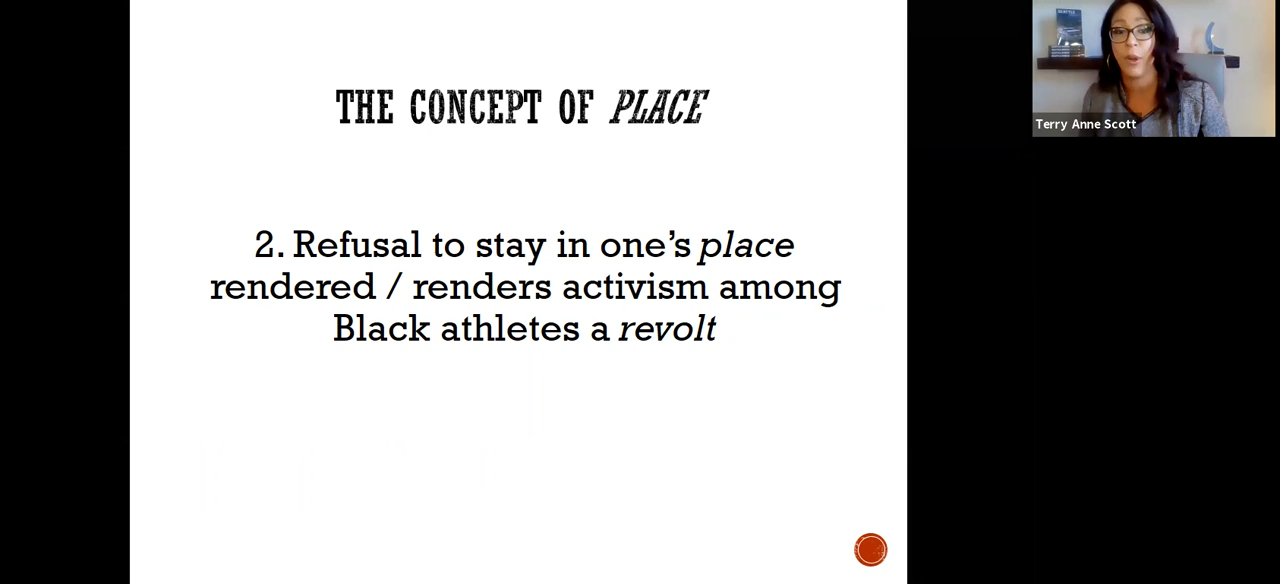 THE CONCEPT OF PLACE
2. Refusal to stay in one's place
rendered / renders activism among
Black athletes a revolt
Terry Anne Scott